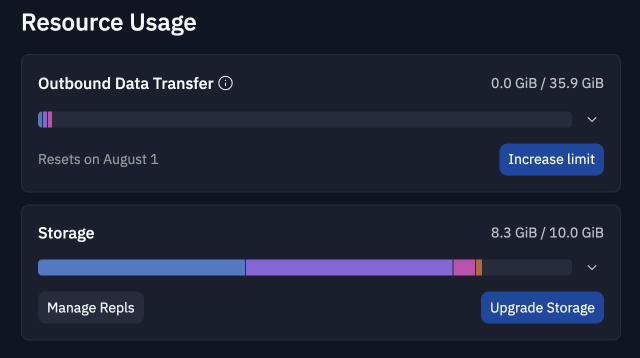 Resource Usage
Outbound Data Transfer
0.0 GiB / 35.9 GiB
Resets on August 1
Increase limit
Storage
8.3 GiB / 10.0 GiB
Manage Repls
Upgrade Storage